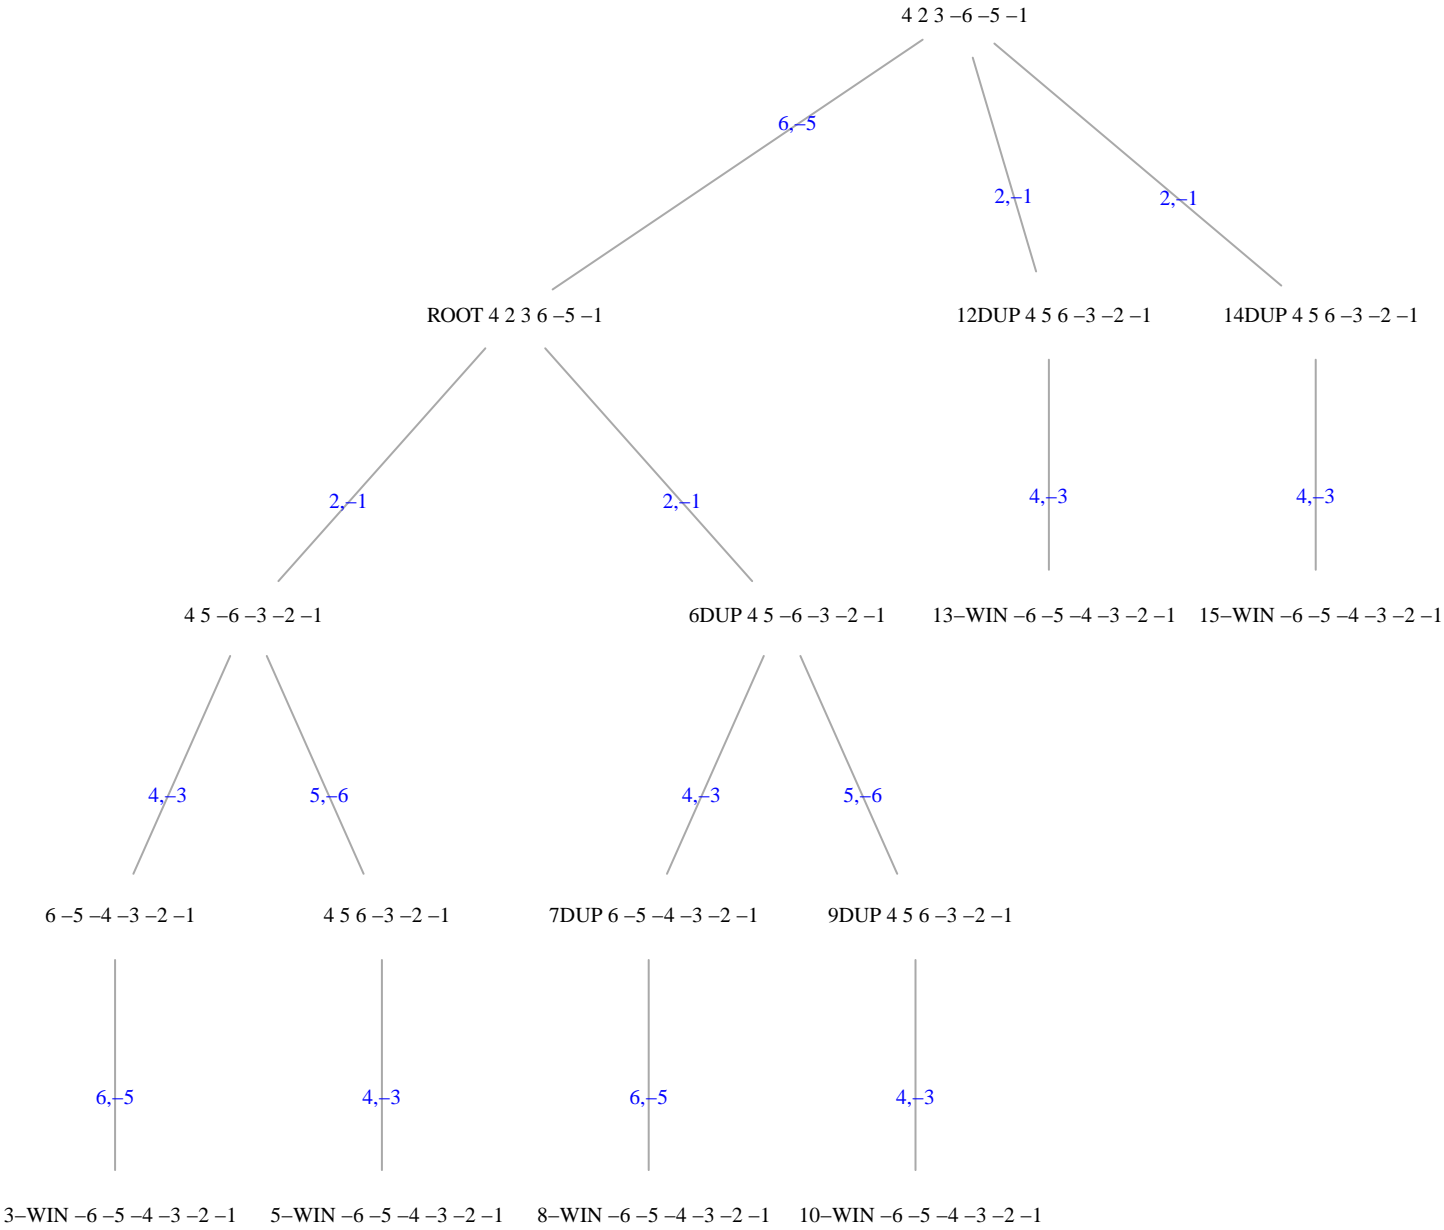 4 2 3 –6 –5 –1
6,–5
2,–1
2,–1
ROOT 4 2 3 6 –5 –1
12DUP 4 5 6 –3 –2 –1
14DUP 4 5 6 –3 –2 –1
2,–1
2,–1
4,–3
4,–3
4 5 –6 –3 –2 –1
6DUP 4 5 –6 –3 –2 –1
13–WIN –6 –5 –4 –3 –2 –1
15–WIN –6 –5 –4 –3 –2 –1
4,–3
5,–6
4,–3
5,–6
6 –5 –4 –3 –2 –1
4 5 6 –3 –2 –1
7DUP 6 –5 –4 –3 –2 –1
9DUP 4 5 6 –3 –2 –1
6,–5
4,–3
6,–5
4,–3
3–WIN –6 –5 –4 –3 –2 –1
5–WIN –6 –5 –4 –3 –2 –1
8–WIN –6 –5 –4 –3 –2 –1
10–WIN –6 –5 –4 –3 –2 –1